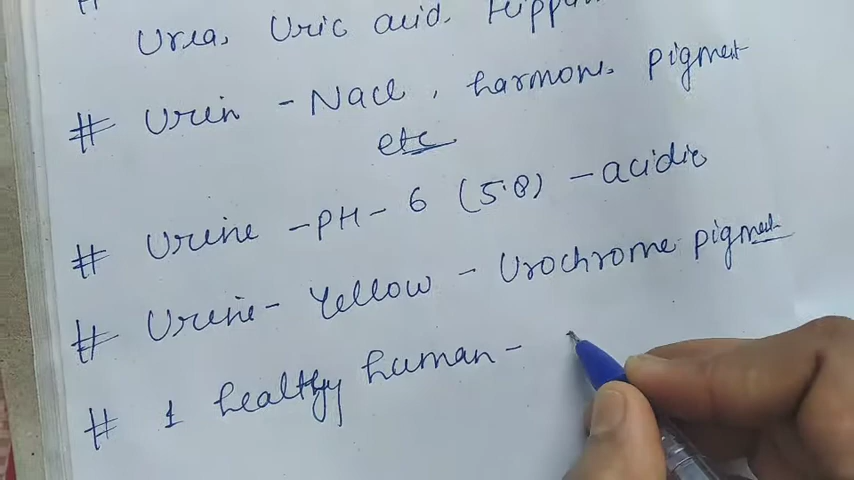 #
Urea, Uric acid,
# Urin - NaCl, harmons, pigment
etc
# Urine - PH - 6 (5.8) - acidic
# Urine - Yellow - Urochrome pigment
# 1 healthy human -